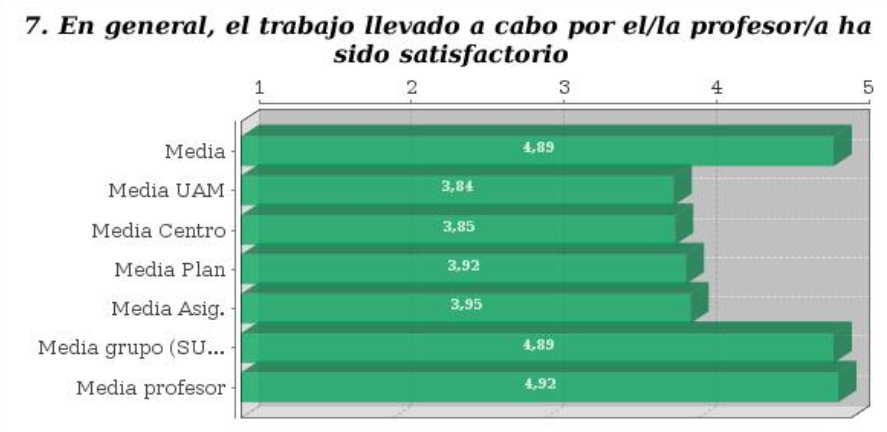 7. En general, el trabajo llevado a cabo por el/la profesor/a ha
sido satisfactorio
1 2 3 4 5
Media 4,89
Media UAM 3,84
Media Centro 3,85
Media Plan 3,92
Media Asig. 3,95
Media grupo (SU... 4,89
Media profesor 4,92